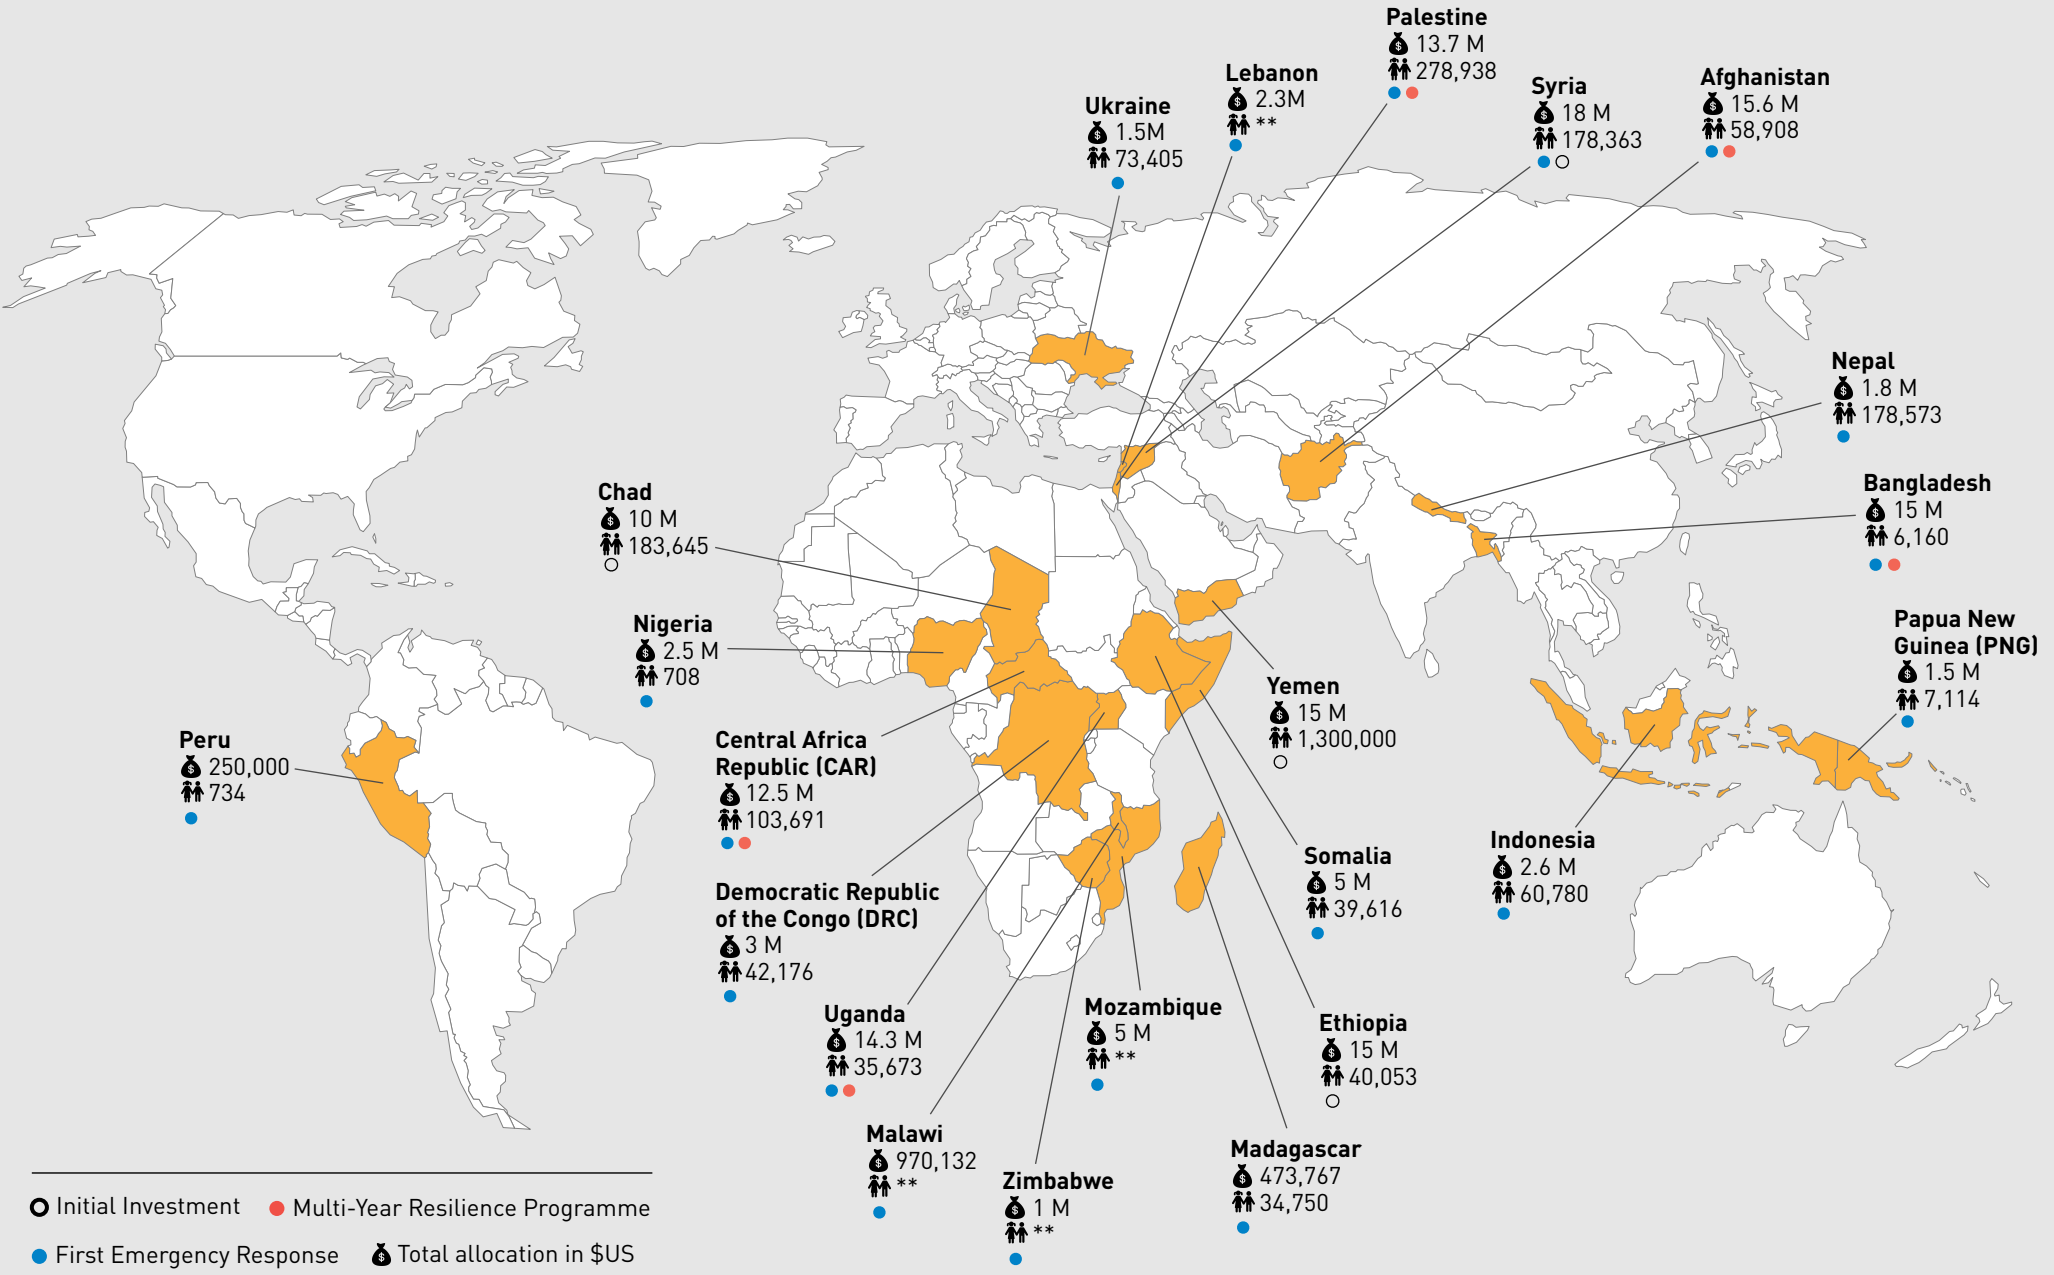 Palestine
13.7 M
278,938
Lebanon
2.3M
**
Syria
18 M
178,363
Afghanistan
15.6 M
58,908
Ukraine
1.5M
73,405
Nepal
1.8 M
178,573
Chad
10 M
183,645
Bangladesh
15 M
6,160
Nigeria
2.5 M
708
Papua New
Guinea (PNG)
1.5 M
7,114
Yemen
15 M
1,300,000
Peru
250,000
734
Central Africa
Republic (CAR)
12.5 M
103,691
Indonesia
2.6 M
60,780
Somalia
5 M
39,616
Democratic Republic
of the Congo (DRC)
3 M
42,176
Uganda
14.3 M
35,673
Mozambique
5 M
**
Ethiopia
15 M
40,053
Malawi
970,132
**
Zimbabwe
1 M
**
Madagascar
473,767
34,750
Initial Investment
Multi-Year Resilience Programme
First Emergency Response
Total allocation in $US